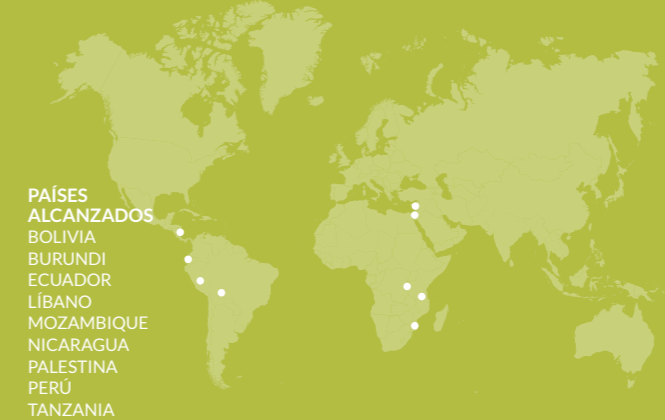 PAÍSES
ALCANZADOS
BOLIVIA
BURUNDI
ECUADOR
LÍBANO
MOZAMBIQUE
NICARAGUA
PALESTINA
PERÚ
TANZANIA